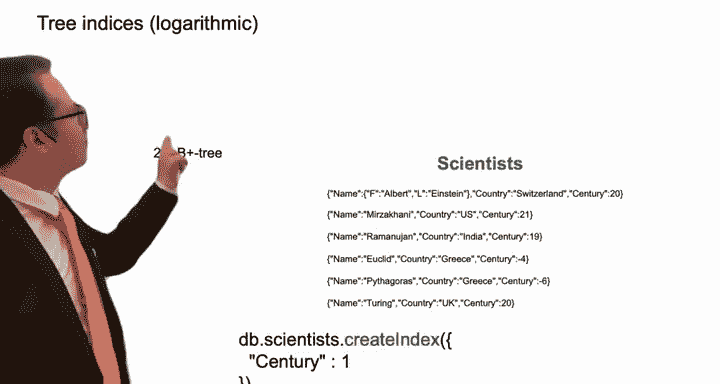 Tree indices (logarithmic)
B+-tree
Scientists
{"Name":{"F":"Albert","L":"Einstein"},"Country":"Switzerland","Century":20}
{"Name":"Mirzakhani","Country":"US","Century":21}
{"Name":"Ramanujan","Country":"India","Century":19}
{"Name":"Euclid","Country":"Greece","Century":-4}
{"Name":"Pythagoras","Country":"Greece","Century":-6}
{"Name":"Turing","Country":"UK","Century":20}
db.scientists.createIndex({
"Century" : 1
})